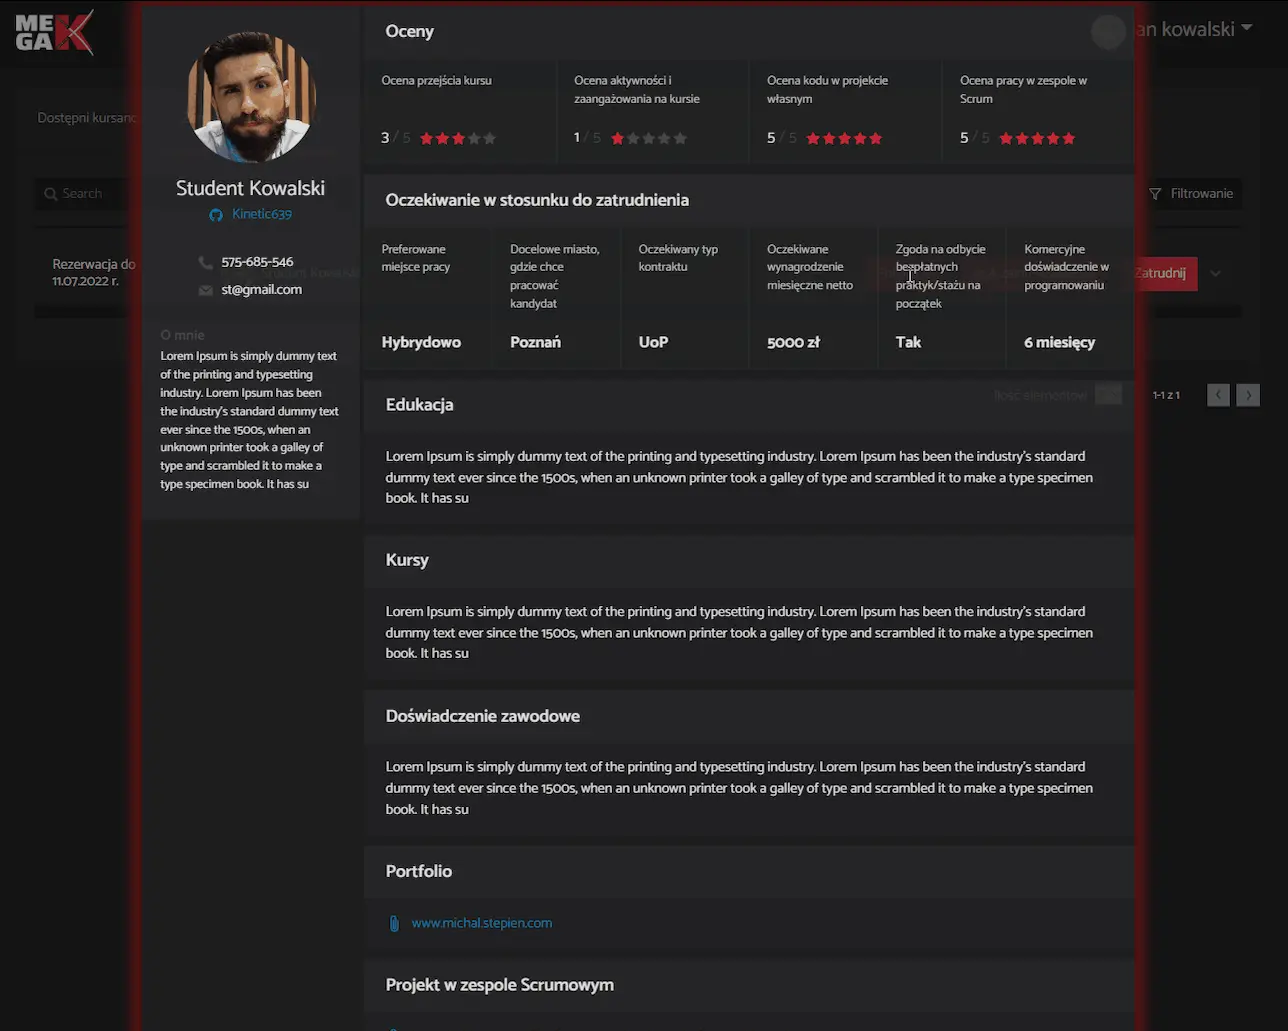 ME
GA K
an kowalski
Dostępni kursanc
Search
Filtrowanie
Rezerwacja do
11.07.2022 r.
Zatrudnij
Ilość elementów
1-1 z 1
Student Kowalski
Kinetic639
575-685-546
st@gmail.com
O mnie
Lorem Ipsum is simply dummy text
of the printing and typesetting
industry. Lorem Ipsum has been
the industry's standard dummy text
ever since the 1500s, when an
unknown printer took a galley of
type and scrambled it to make a
type specimen book. It has su
Oceny
Ocena przejścia kursu
3 / 5
Ocena aktywności i
zaangażowania na kursie
1 / 5
Ocena kodu w projekcie
własnym
5 / 5
Ocena pracy w zespole w
Scrum
5 / 5
Oczekiwanie w stosunku do zatrudnienia
Preferowane
miejsce pracy
Hybrydowo
Docelowe miasto,
gdzie chce
pracować
kandydat
Poznań
Oczekiwany typ
kontraktu
UoP
Oczekiwane
wynagrodzenie
miesięczne netto
5000 zł
Zgoda na odbycie
bezpłatnych
praktyk/stażu na
początek
Tak
Komercyjne
doświadczenie w
programowaniu
6 miesięcy
Edukacja
Lorem Ipsum is simply dummy text of the printing and typesetting industry. Lorem Ipsum has been the industry's standard
dummy text ever since the 1500s, when an unknown printer took a galley of type and scrambled it to make a type specimen
book. It has su
Kursy
Lorem Ipsum is simply dummy text of the printing and typesetting industry. Lorem Ipsum has been the industry's standard
dummy text ever since the 1500s, when an unknown printer took a galley of type and scrambled it to make a type specimen
book. It has su
Doświadczenie zawodowe
Lorem Ipsum is simply dummy text of the printing and typesetting industry. Lorem Ipsum has been the industry's standard
dummy text ever since the 1500s, when an unknown printer took a galley of type and scrambled it to make a type specimen
book. It has su
Portfolio
www.michal.stepien.com
Projekt w zespole Scrumowym